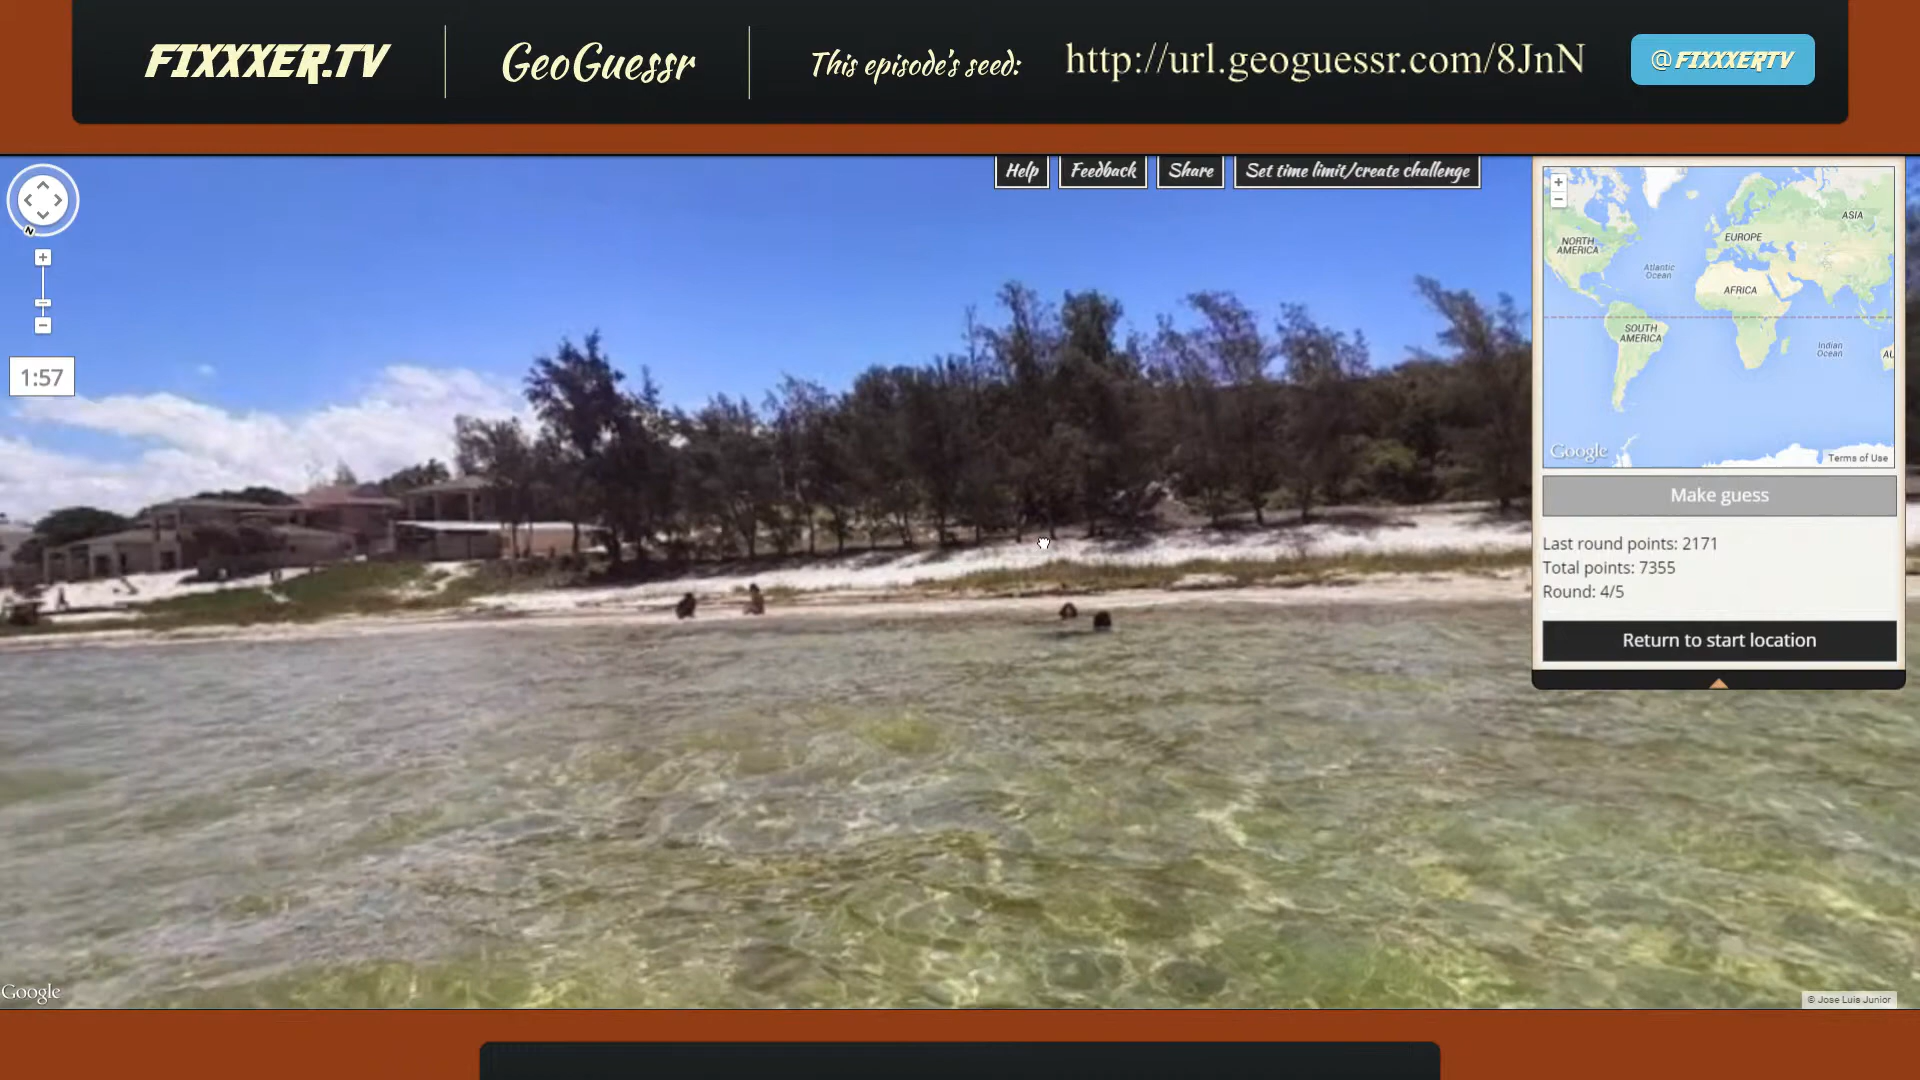 FIXXXER.TV
GeoGuessr
This episode's seed:
http://url.geoguessr.com/8JnN
@FIXXXERTV
Help
Feedback
Share
Set time limit/create challenge
N
1:57
NORTH AMERICA
Atlantic Ocean
EUROPE
ASIA
AFRICA
SOUTH AMERICA
Indian Ocean
AU
Google
Terms of Use
Make guess
Last round points: 2171
Total points: 7355
Round: 4/5
Return to start location
Google
© Jose Luis Junior